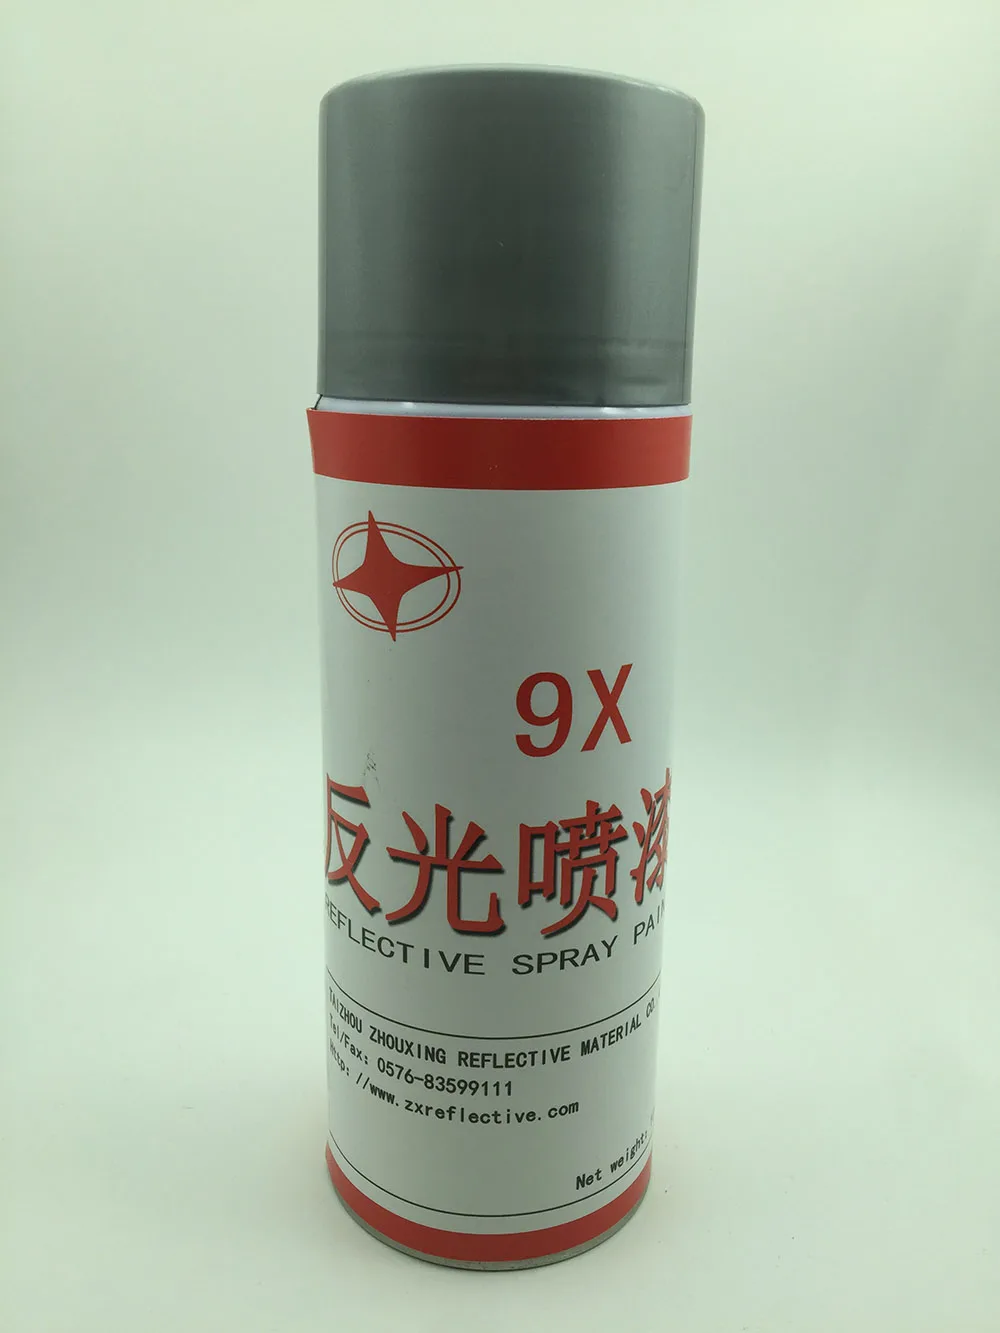 9X
反光喷漆
REFLECTIVE SPRAY PAIN
TAIZHOU ZHOUXING REFLECTIVE MATERIAL CO.
Tel/Fax: 0576-83599111
Http: //www.zxreflective.com
Net weight: